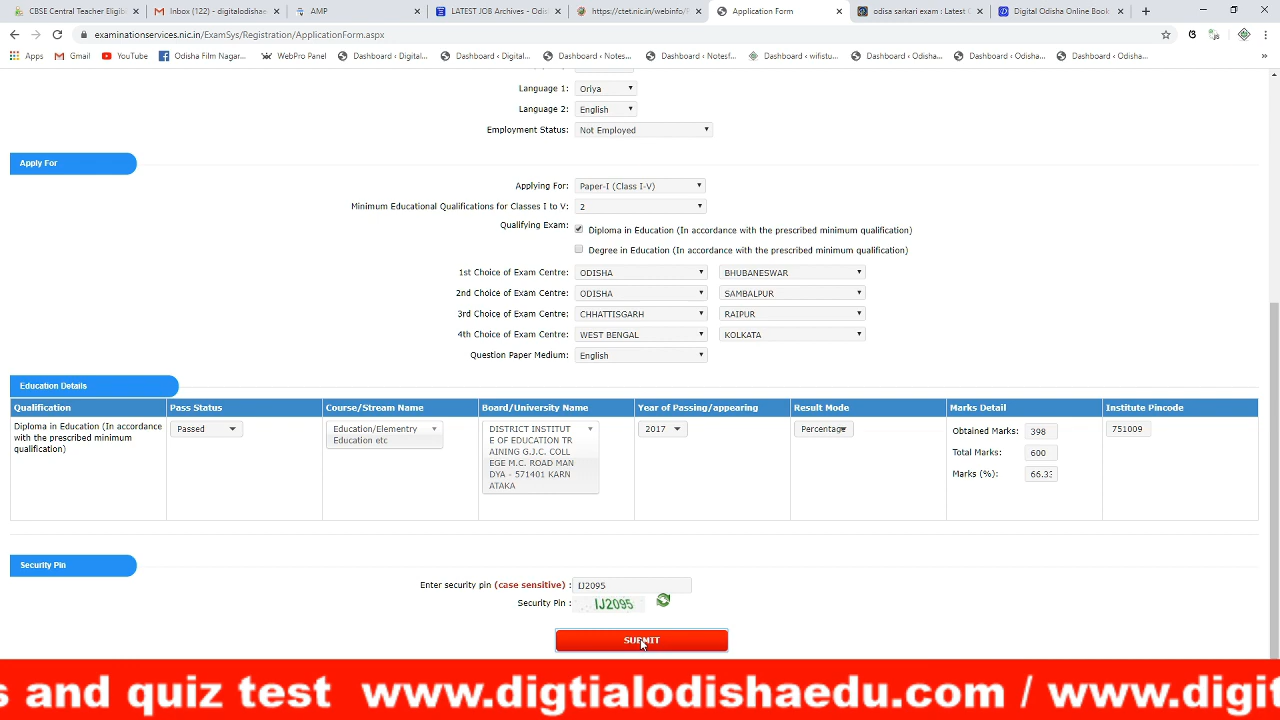 CBSE Central Teacher Eligib
Inbox (122) - digitalodishae
AMP
LATEST JOB Archives - Odis
https://ctet.nic.in/webinfo/F
Application Form
odisa sarkari exam : Latest C
Digital Odisha Online Book
examinationservices.nic.in/ExamSys/Registration/ApplicationForm.aspx
Apps
Gmail
YouTube
Odisha Film Nagar...
WebPro Panel
Dashboard ‹ Digital...
Dashboard ‹ Digital...
Dashboard ‹ Notes...
Dashboard ‹ Notesf...
Dashboard ‹ wifistu...
Dashboard ‹ Odisha...
Dashboard ‹ Odisha...
Dashboard ‹ Odisha...
Language 1: Oriya
Language 2: English
Employment Status: Not Employed
Apply For
Applying For: Paper-I (Class I-V)
Minimum Educational Qualifications for Classes I to V: 2
Qualifying Exam: Diploma in Education (In accordance with the prescribed minimum qualification)
Degree in Education (In accordance with the prescribed minimum qualification)
1st Choice of Exam Centre: ODISHA BHUBANESWAR
2nd Choice of Exam Centre: ODISHA SAMBALPUR
3rd Choice of Exam Centre: CHHATTISGARH RAIPUR
4th Choice of Exam Centre: WEST BENGAL KOLKATA
Question Paper Medium: English
Education Details
Qualification Pass Status Course/Stream Name Board/University Name Year of Passing/appearing Result Mode Marks Detail Institute Pincode
Diploma in Education (In accordance
with the prescribed minimum
qualification)
Passed
Education/Elementry
Education etc
DISTRICT INSTITUT
E OF EDUCATION TR
AINING G.J.C. COLL
EGE M.C. ROAD MAN
DYA - 571401 KARN
ATAKA
2017
Percentage
Obtained Marks: 398
Total Marks: 600
Marks (%): 66.33
751009
Security Pin
Enter security pin (case sensitive) : IJ2095
Security Pin : IJ2095
SUBMIT
s and quiz test www.digtialodishaedu.com / www.digit